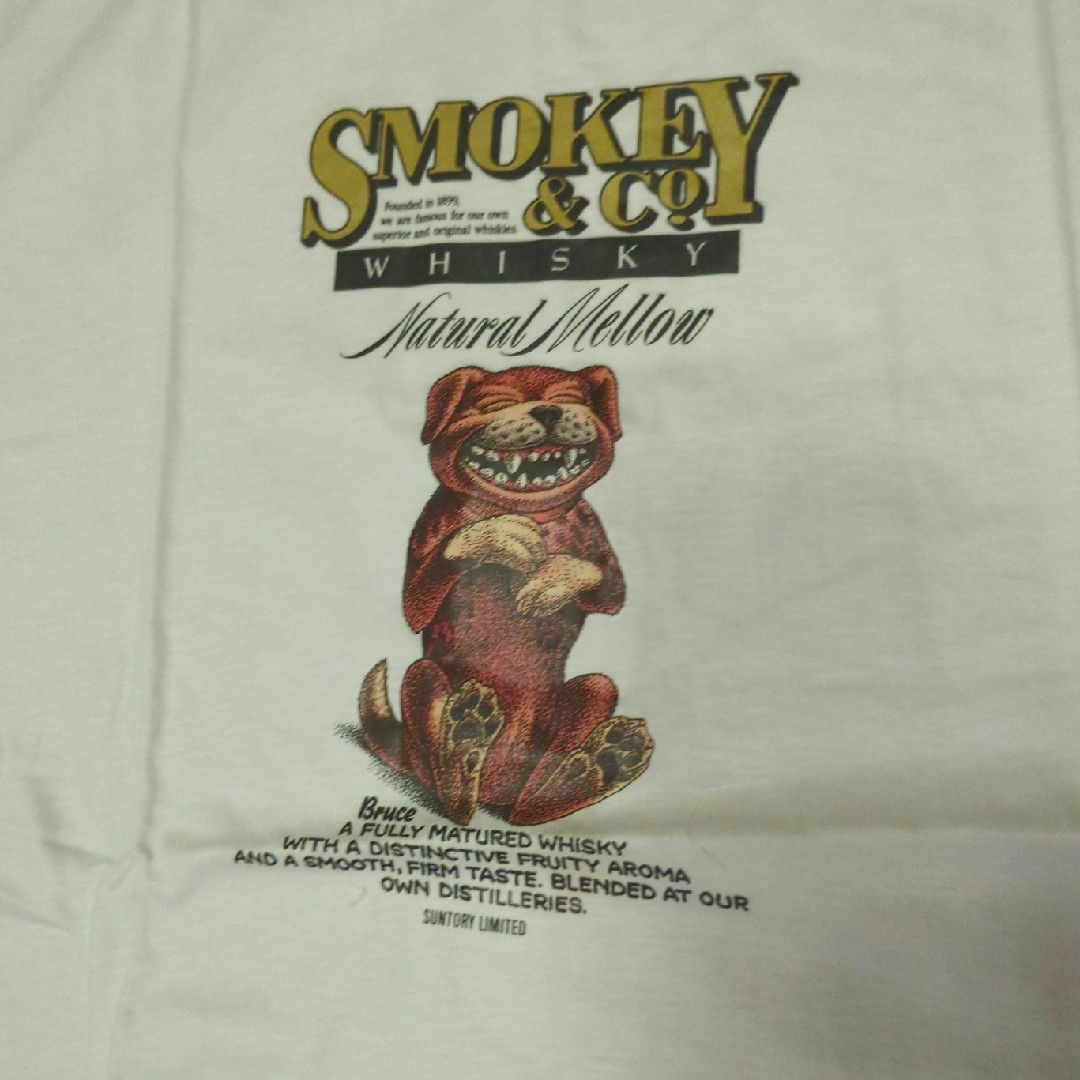 SMOKEY
& Co
Founded in 1899,
we are famous for our own
superior and original whiskies
WHISKY
Natural Mellow
Bruce
A FULLY MATURED WHISKY
WITH A DISTINCTIVE FRUITY AROMA
AND A SMOOTH, FIRM TASTE. BLENDED AT OUR
OWN DISTILLERIES.
SUNTORY LIMITED